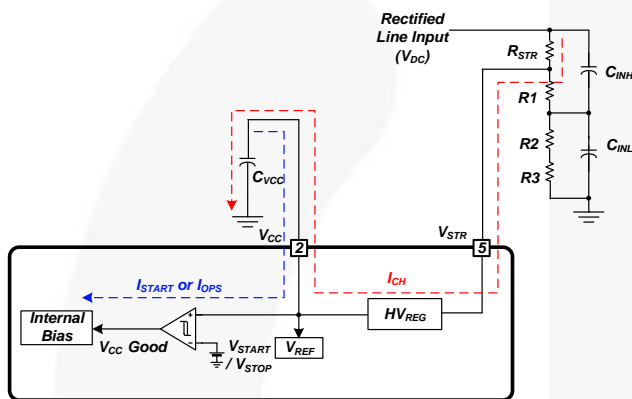 Rectified
Line Input
(VDC)
RSTR
CINH
R1
R2
CINL
R3
CVCC
VCC
2
VSTR
5
ISTART or IOPS
ICH
Internal
Bias
HVREG
VCC Good
+
-
VSTART
/ VSTOP
VREF